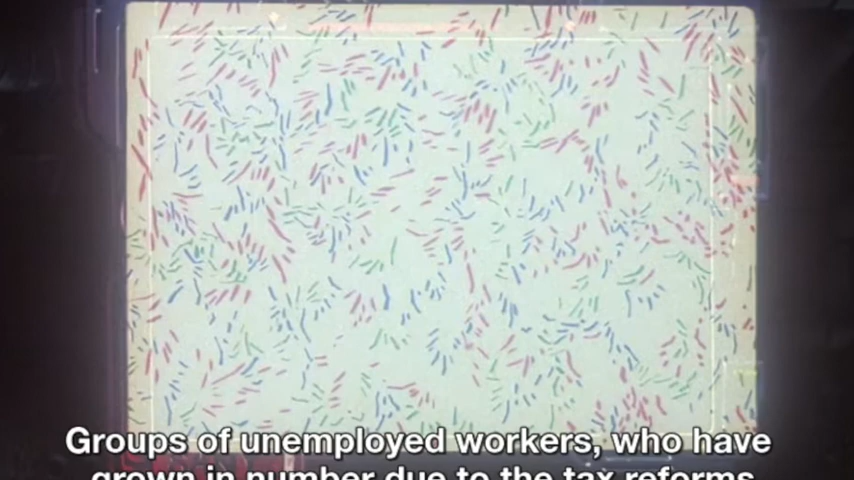 Groups of unemployed workers, who have
grown in number due to the tax reforms